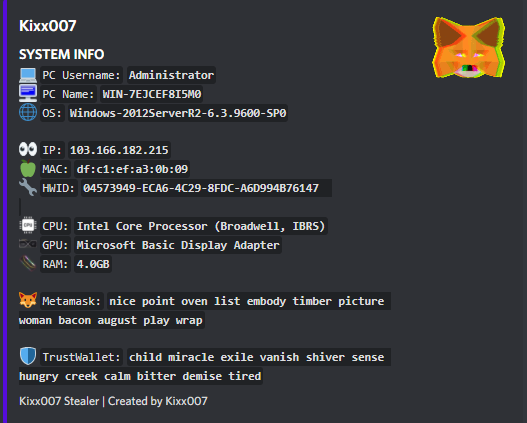 Kixx007
SYSTEM INFO
PC Username: Administrator
PC Name: WIN-7EJCEF8I5M0
OS: Windows-2012ServerR2-6.3.9600-SP0
IP: 103.166.182.215
MAC: df:c1:ef:a3:0b:09
HWID: 04573949-ECA6-4C29-8FDC-A6D994B76147
CPU: Intel Core Processor (Broadwell, IBRS)
GPU: Microsoft Basic Display Adapter
RAM: 4.0GB
Metamask: nice point oven list embody timber picture
woman bacon august play wrap
TrustWallet: child miracle exile vanish shiver sense
hungry creek calm bitter demise tired
Kixx007 Stealer | Created by Kixx007